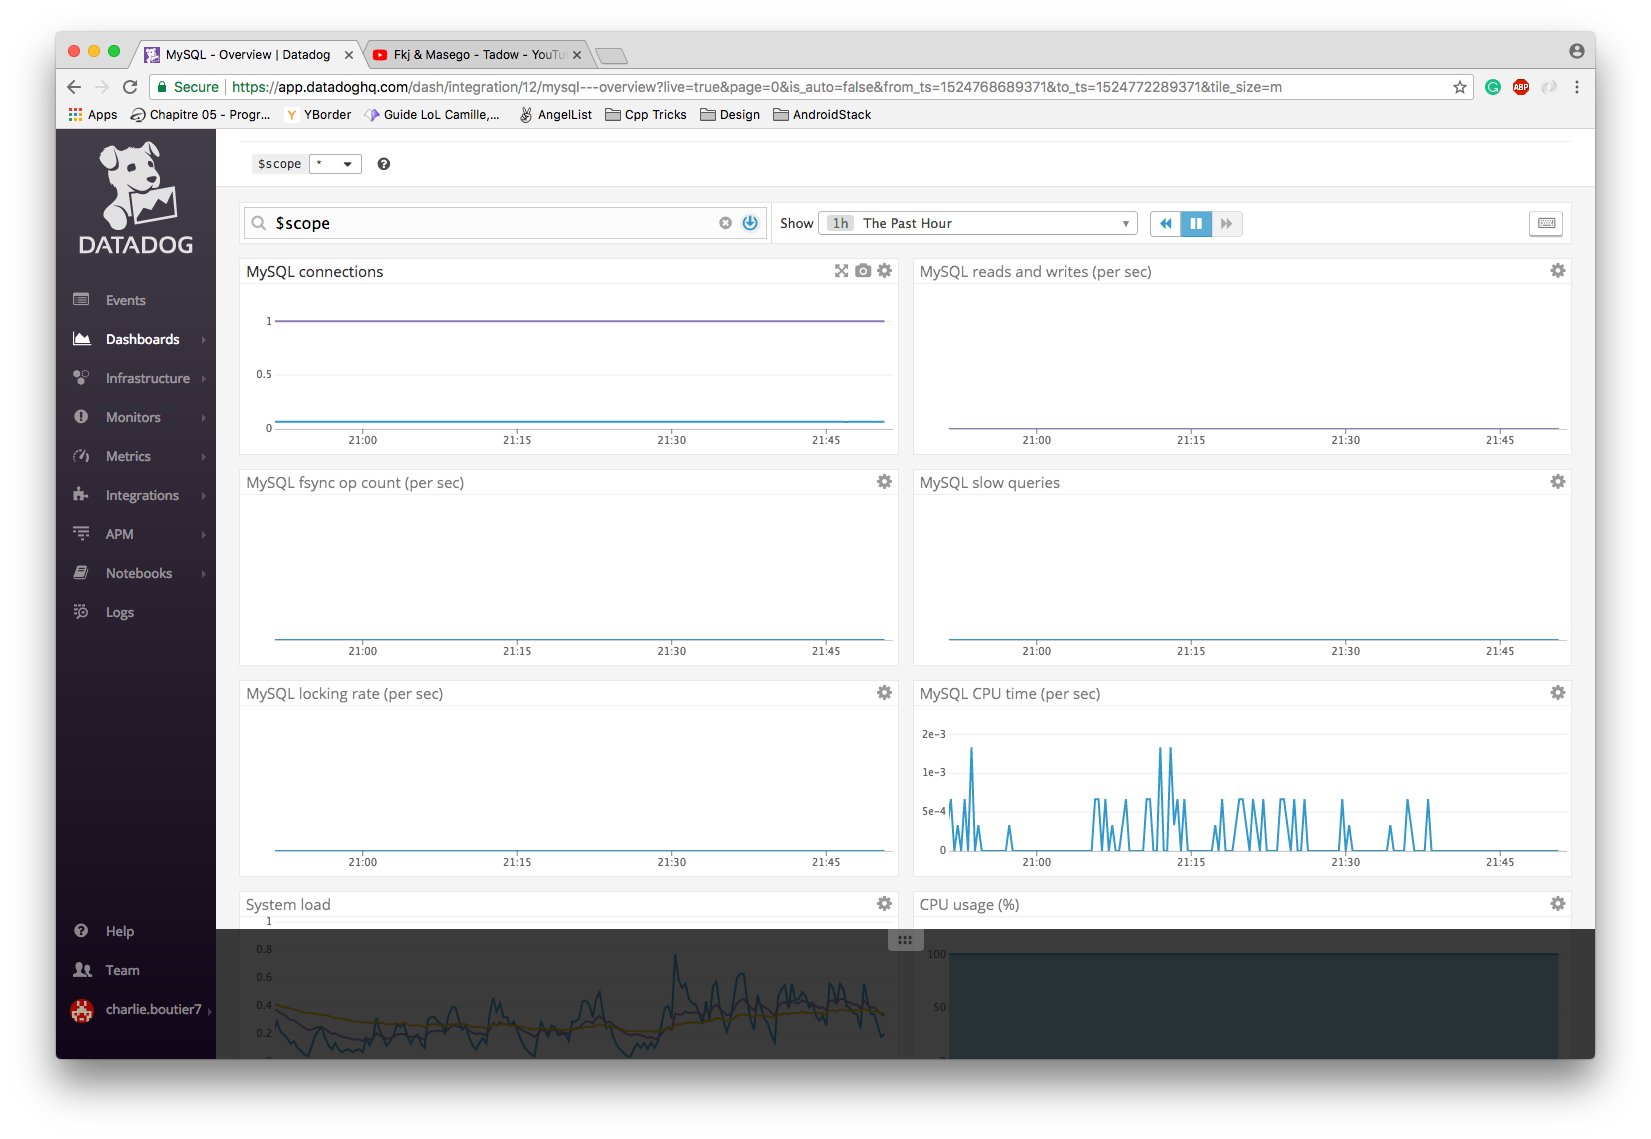 MySQL - Overview | Datadog
Fkj & Masego - Tadow - YouTu
Secure https://app.datadoghq.com/dash/integration/12/mysql---overview?live=true&page=0&is_auto=false&from_ts=1524768689371&to_ts=1524772289371&tile_size=m
ABP
Apps Chapitre 05 - Progr... YBorder Guide LoL Camille,... AngelList Cpp Tricks Design AndroidStack
DATADOG
Events
Dashboards
Infrastructure
Monitors
Metrics
Integrations
APM
Notebooks
Logs
Help
Team
charlie.boutier7
$scope *
$scope
Show 1h The Past Hour
MySQL connections
1
0.5
0
21:00 21:15 21:30 21:45
MySQL reads and writes (per sec)
21:00 21:15 21:30 21:45
MySQL fsync op count (per sec)
21:00 21:15 21:30 21:45
MySQL slow queries
21:00 21:15 21:30 21:45
MySQL locking rate (per sec)
21:00 21:15 21:30 21:45
MySQL CPU time (per sec)
2e-3
1e-3
5e-4
0
21:00 21:15 21:30 21:45
System load
1
0.8
0.6
0.4
0.2
CPU usage (%)
100
50